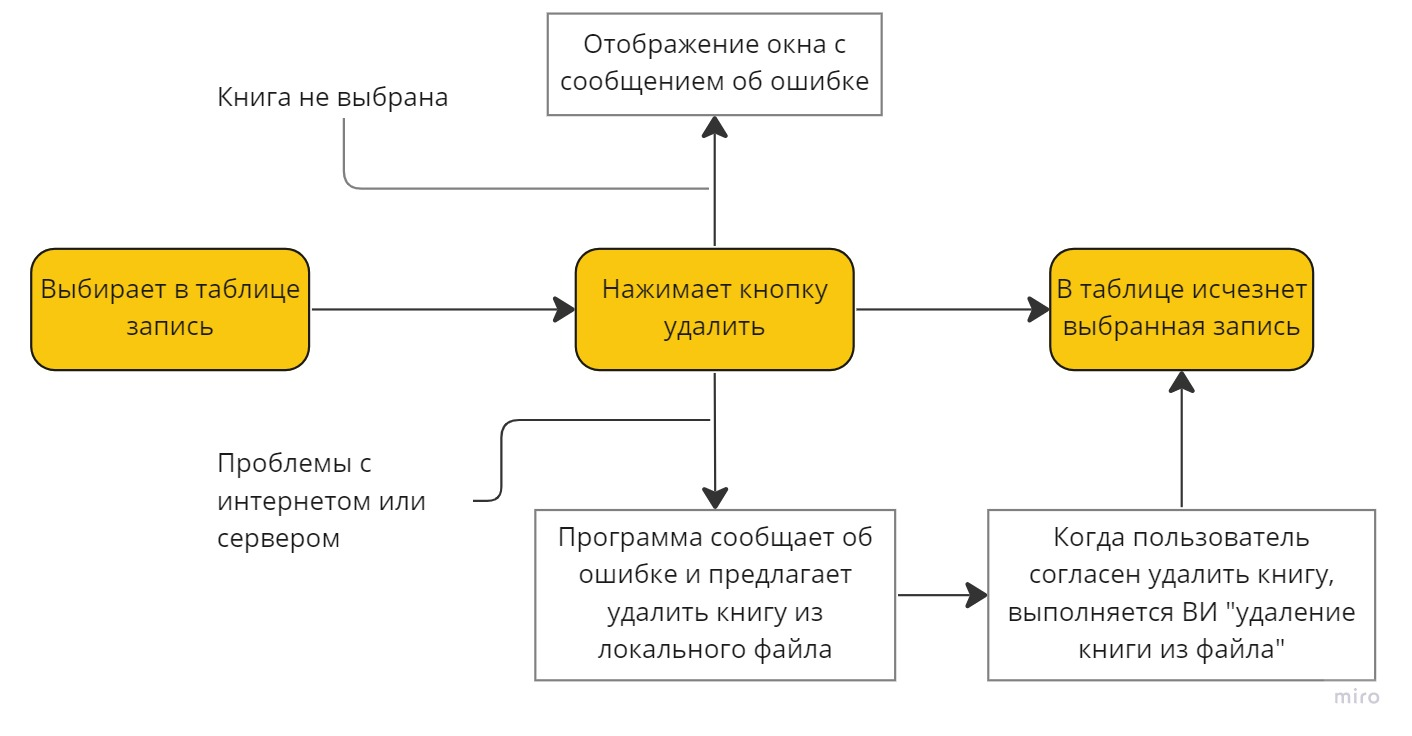 Отображение окна с
сообщением об ошибке
Книга не выбрана
Выбирает в таблице
запись
Нажимает кнопку
удалить
В таблице исчезнет
выбранная запись
Проблемы с
интернетом или
сервером
Программа сообщает об
ошибке и предлагает
удалить книгу из
локального файла
Когда пользователь
согласен удалить книгу,
выполняется ВИ "удаление
книги из файла"
miro